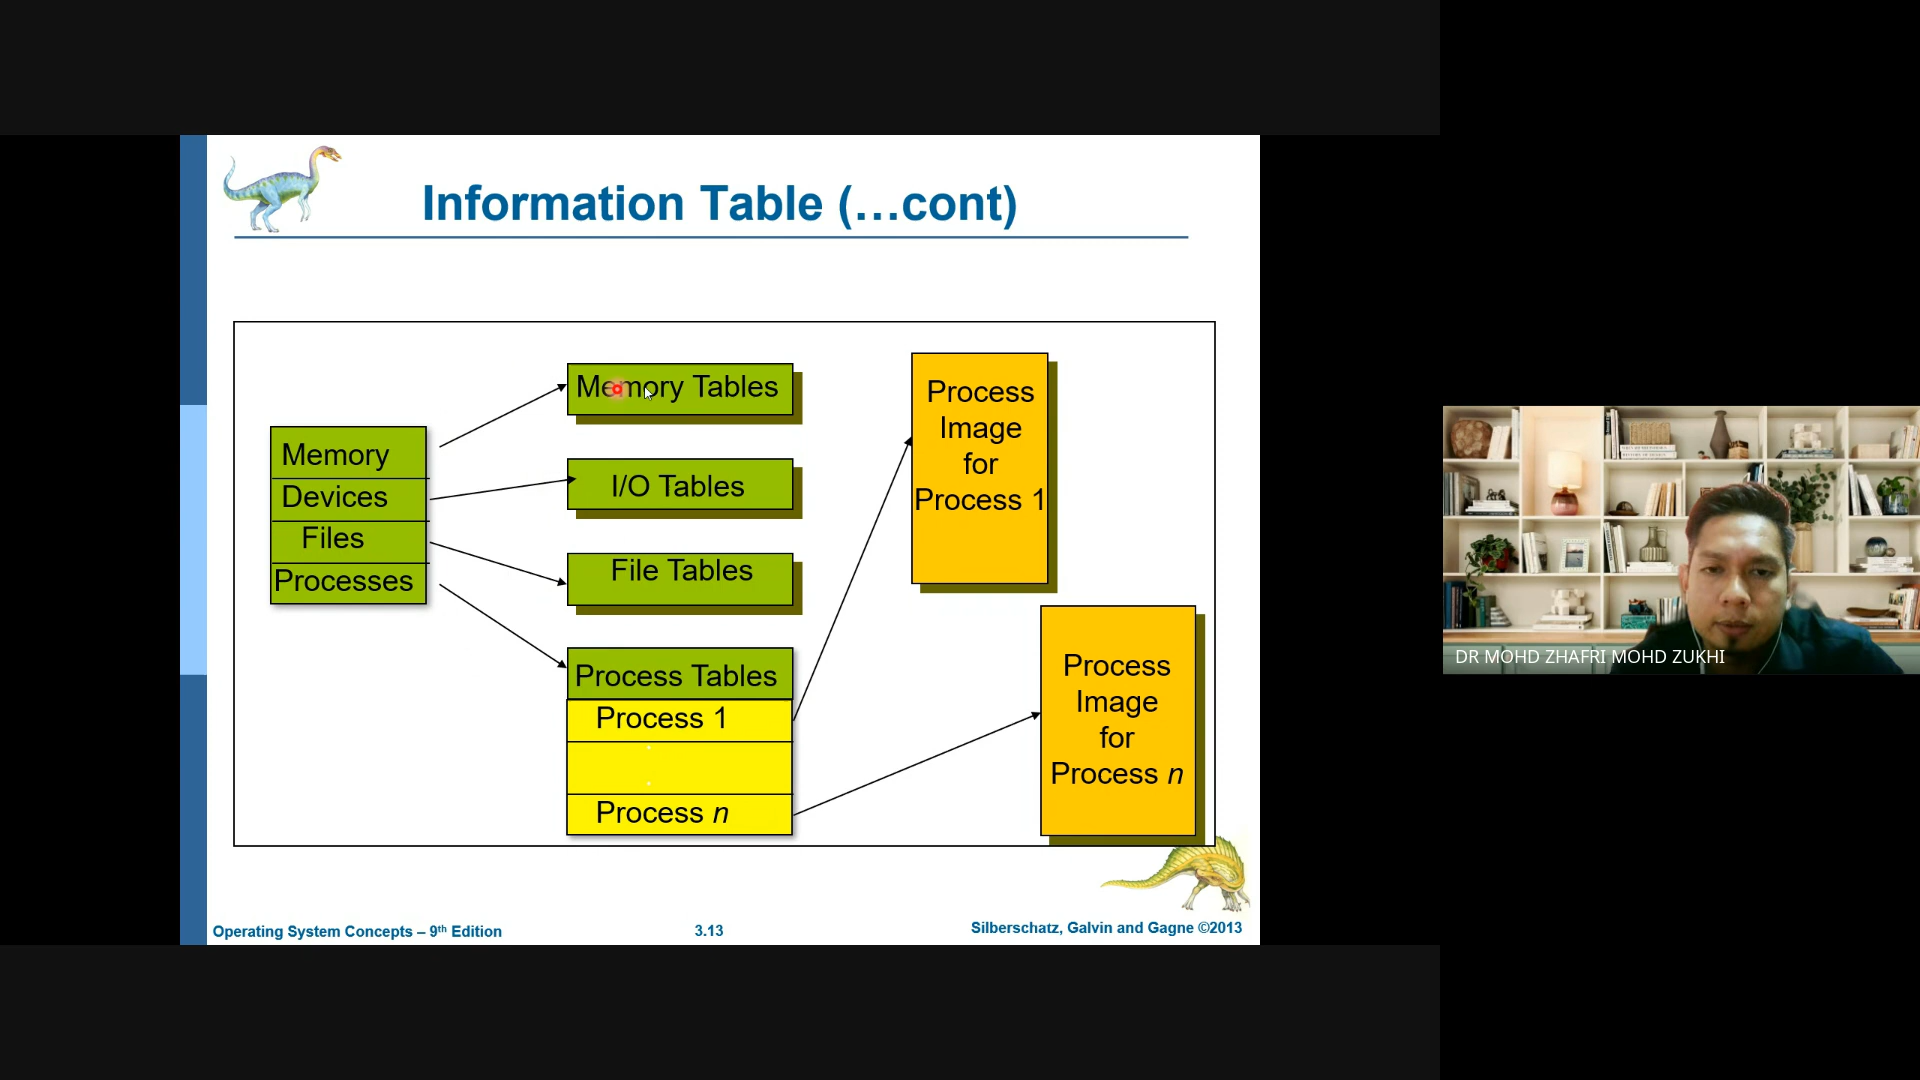 Information Table (…cont)
Memory
Devices
Files
Processes
Memory Tables
I/O Tables
File Tables
Process Tables
Process 1
.
.
Process n
Process
Image
for
Process 1
Process
Image
for
Process n
Operating System Concepts – 9th Edition
3.13
Silberschatz, Galvin and Gagne ©2013
DR MOHD ZHAFRI MOHD ZUKHI